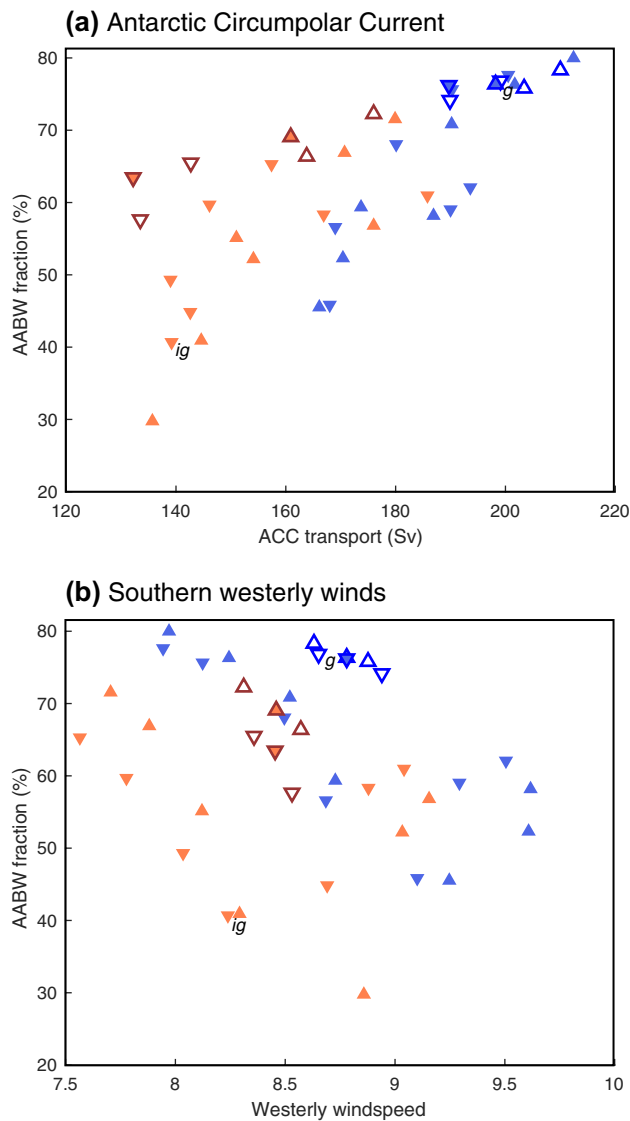 (a) Antarctic Circumpolar Current
80
70
60
50
40
30
20
AABW fraction (%)
g
ig
120 140 160 180 200 220
ACC transport (Sv)
(b) Southern westerly winds
80
70
60
50
40
30
20
AABW fraction (%)
g
ig
7.5 8 8.5 9 9.5 10
Westerly windspeed